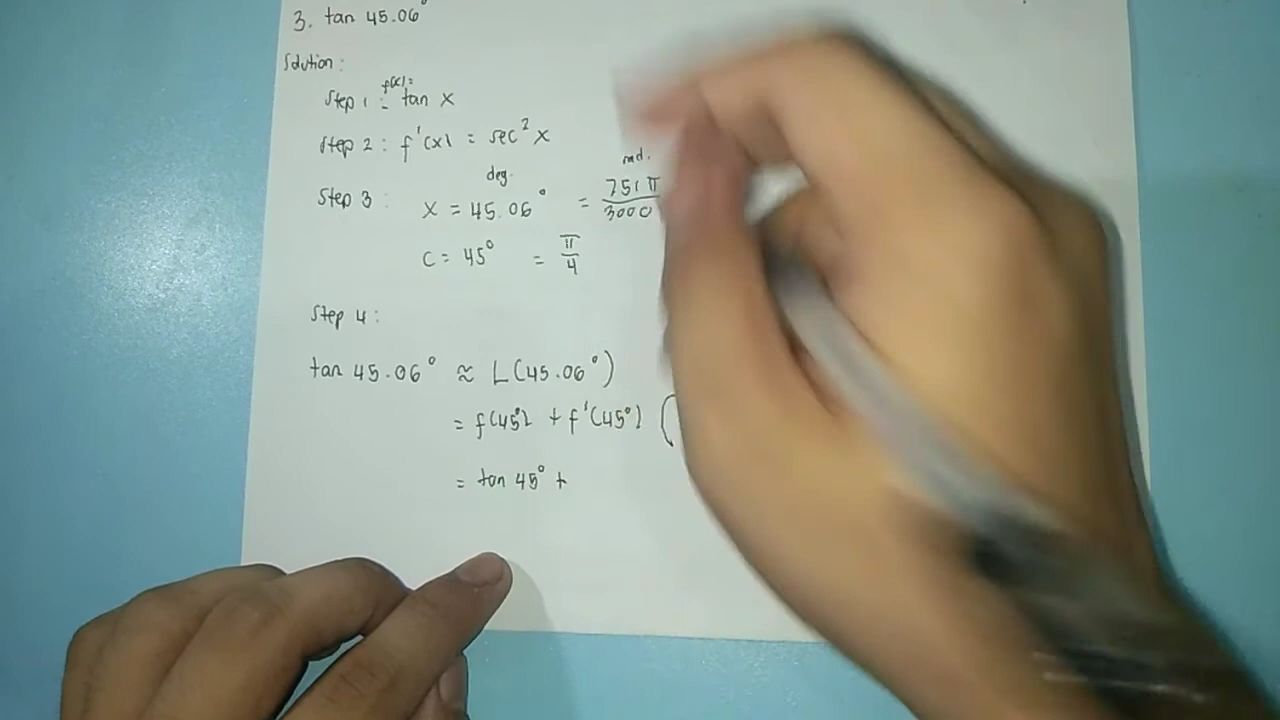 3. tan 45.06°
Solution:
f(x) =
Step 1: tan x
Step 2: f'(x) = sec² x
deg. rad.
Step 3: x = 45.06° = 751π/3000
c = 45° = π/4
Step 4:
tan 45.06° ≈ L(45.06°)
= f(45°) + f'(45°) (
= tan 45° +